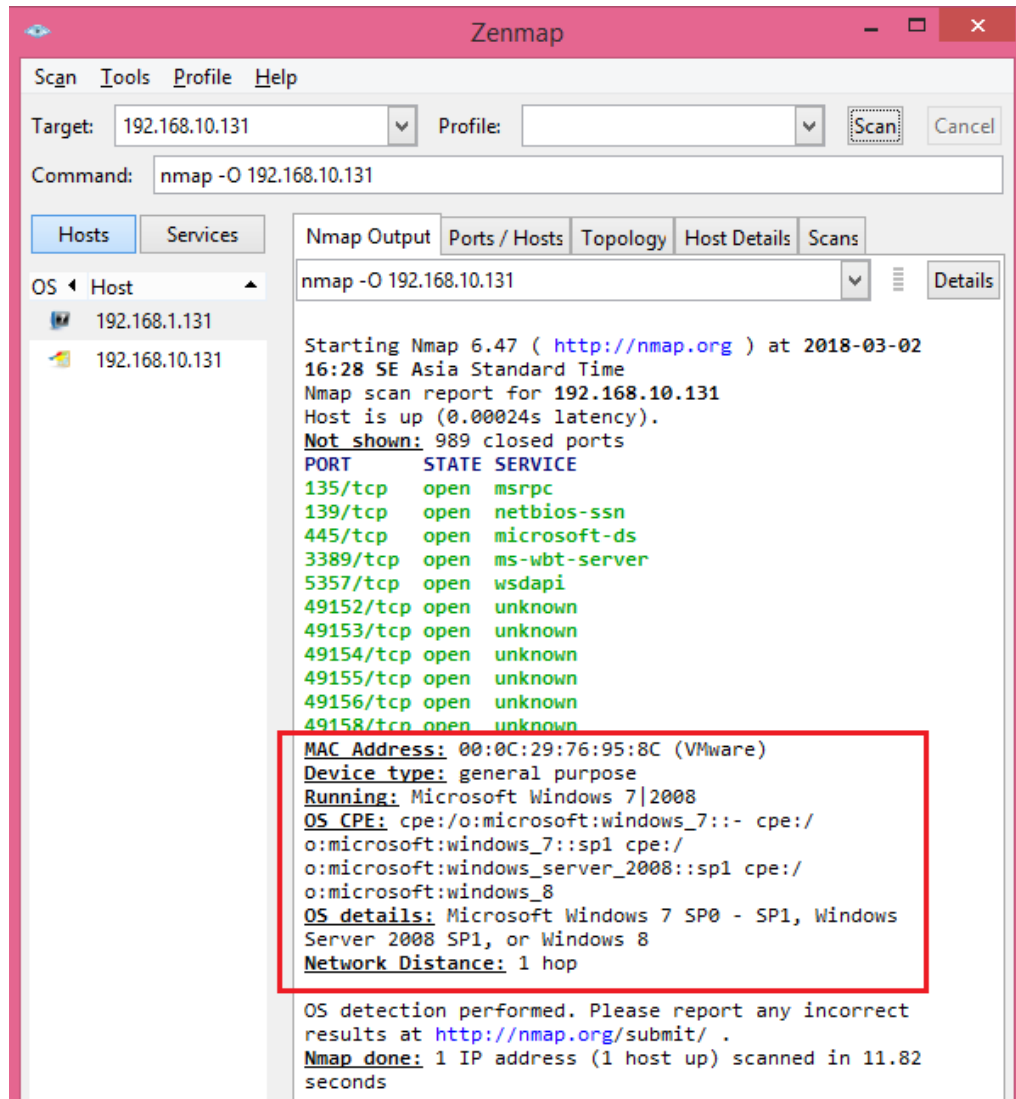 Zenmap
Scan Tools Profile Help
Target: 192.168.10.131 Profile: Scan Cancel
Command: nmap -O 192.168.10.131
Hosts Services
Nmap Output Ports / Hosts Topology Host Details Scans
OS Host
nmap -O 192.168.10.131 Details
192.168.1.131
192.168.10.131
Starting Nmap 6.47 ( http://nmap.org ) at 2018-03-02
16:28 SE Asia Standard Time
Nmap scan report for 192.168.10.131
Host is up (0.00024s latency).
Not shown: 989 closed ports
PORT STATE SERVICE
135/tcp open msrpc
139/tcp open netbios-ssn
445/tcp open microsoft-ds
3389/tcp open ms-wbt-server
5357/tcp open wsdapi
49152/tcp open unknown
49153/tcp open unknown
49154/tcp open unknown
49155/tcp open unknown
49156/tcp open unknown
49158/tcp open unknown
MAC Address: 00:0C:29:76:95:8C (VMware)
Device type: general purpose
Running: Microsoft Windows 7|2008
OS CPE: cpe:/o:microsoft:windows_7::- cpe:/
o:microsoft:windows_7::sp1 cpe:/
o:microsoft:windows_server_2008::sp1 cpe:/
o:microsoft:windows_8
OS details: Microsoft Windows 7 SP0 - SP1, Windows
Server 2008 SP1, or Windows 8
Network Distance: 1 hop
OS detection performed. Please report any incorrect
results at http://nmap.org/submit/ .
Nmap done: 1 IP address (1 host up) scanned in 11.82
seconds